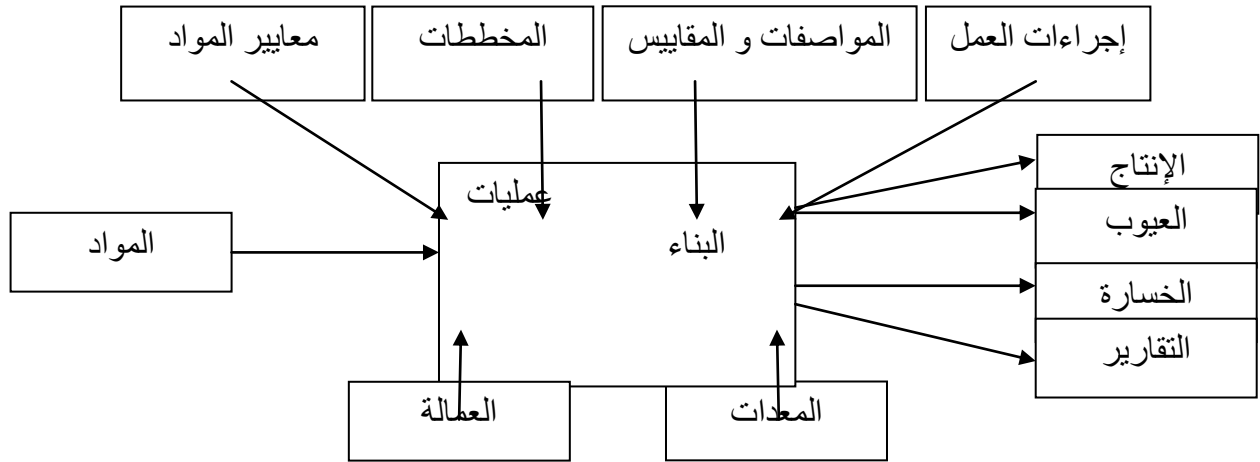 إجراءات العمل
المواصفات و المقاييس
المخططات
معايير المواد
الإنتاج
العيوب
الخسارة
التقارير
عمليات
البناء
المواد
المعدات
العمالة